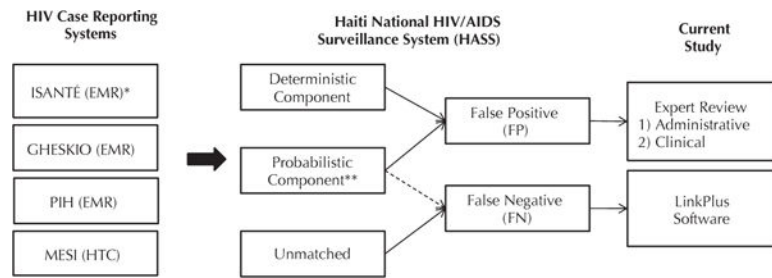 HIV Case Reporting
Systems
Haiti National HIV/AIDS
Surveillance System (HASS)
Current
Study
ISANTÉ (EMR)*
GHESKIO (EMR)
PIH (EMR)
MESI (HTC)
Deterministic
Component
Probabilistic
Component**
Unmatched
False Positive
(FP)
False Negative
(FN)
Expert Review
1) Administrative
2) Clinical
LinkPlus
Software